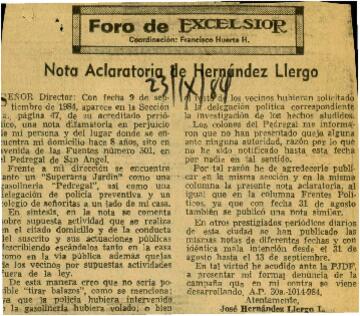 Foro de EXCELSIOR
Coordinación: Francisco Huerta H.
Nota Aclaratoria de Hernández Llergo
23/IX/84
SEÑOR Director: Con fecha 9 de sep-
tiembre de 1984, aparece en la Sección
, página 47, de su acreditado perió-
dico, una nota difamatoria en perjuicio
de mi persona y del lugar donde se en-
cuentra mi domicilio hace 8 años, sito en
avenida de las Fuentes número 501, en
el Pedregal de San Angel.
Frente a mi dirección se encuentra
tanto un "Superama Jardín" como una
gasolinería "Pedregal", así como una
delegación de policía preventiva y un
colegio de señoritas a un lado de mi casa.
En síntesis, en la nota se comenta
sobre supuesta actividad que se realiza
en el citado domicilio y de la conducta
del suscrito y sus actuaciones públicas
describiendo escándalos tanto en la casa
como en la vía pública además quejas
de los vecinos por supuestas actividades
fuera de la ley.
De esta manera creo que no sería po-
sible "tirar balazos", como se menciona;
ya que la policía hubiera intervenido
la gasolinería hubiera volado; o bien
el resto de los vecinos hubieran solicitado
a la delegación política correspondiente
la investigación de los hechos aludidos.
Los colonos del Pedregal me infor-
maron que no han presentado queja alguna
ante ninguna autoridad, razón por lo que
no he sido notificado hasta esta fecha
por nadie en tal sentido.
Por tal razón he de agradecerle publi-
car en la misma sección y en la misma
columna la presente nota aclaratoria, al
igual que en la columna Frentes Polí-
ticos, ya que con fecha 31 de agosto
también se publicó una nota similar.
En otros prestigiados periódicos diarios
de esta ciudad se han publicado las
mismas notas de diferentes fechas y con
idéntica mala intención desde el 31 de
agosto hasta el 13 de septiembre.
En tal virtud he acudido ante la PJDF
a presentar mi formal denuncia de la
campaña que en mi contra se viene
desarrollando, A.P. 30a.-1014-984.
Atentamente,
José Hernández Llergo L.